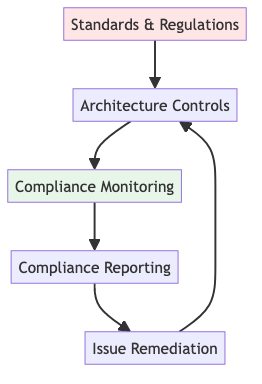 Standards & Regulations
Architecture Controls
Compliance Monitoring
Compliance Reporting
Issue Remediation